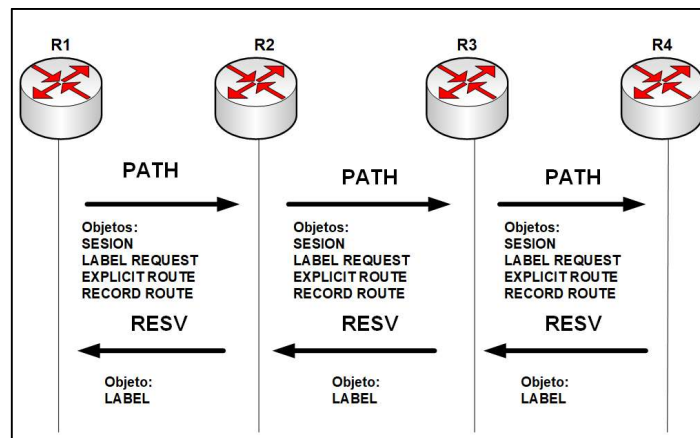 R1
R2
R3
R4
PATH
PATH
PATH
Objetos:
SESION
LABEL REQUEST
EXPLICIT ROUTE
RECORD ROUTE
Objetos:
SESION
LABEL REQUEST
EXPLICIT ROUTE
RECORD ROUTE
Objetos:
SESION
LABEL REQUEST
EXPLICIT ROUTE
RECORD ROUTE
RESV
RESV
RESV
Objeto:
LABEL
Objeto:
LABEL
Objeto:
LABEL